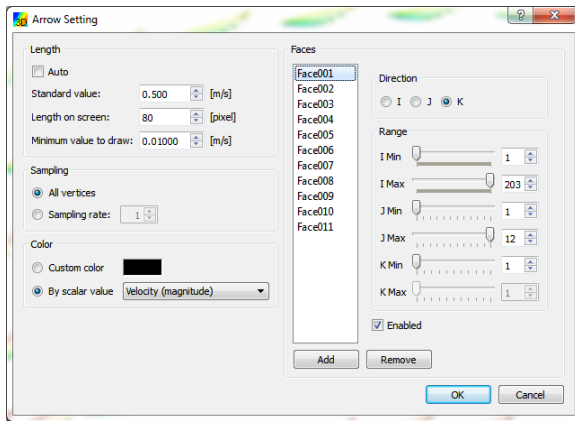 3D Arrow Setting
Length
Auto
Standard value: 0.500 [m/s]
Length on screen: 80 [pixel]
Minimum value to draw: 0.01000 [m/s]
Sampling
All vertices
Sampling rate: 1
Color
Custom color
By scalar value Velocity (magnitude)
Faces
Face001
Face002
Face003
Face004
Face005
Face006
Face007
Face008
Face009
Face010
Face011
Add
Remove
Direction
I J K
Range
I Min 1
I Max 203
J Min 1
J Max 12
K Min 1
K Max 1
Enabled
OK
Cancel